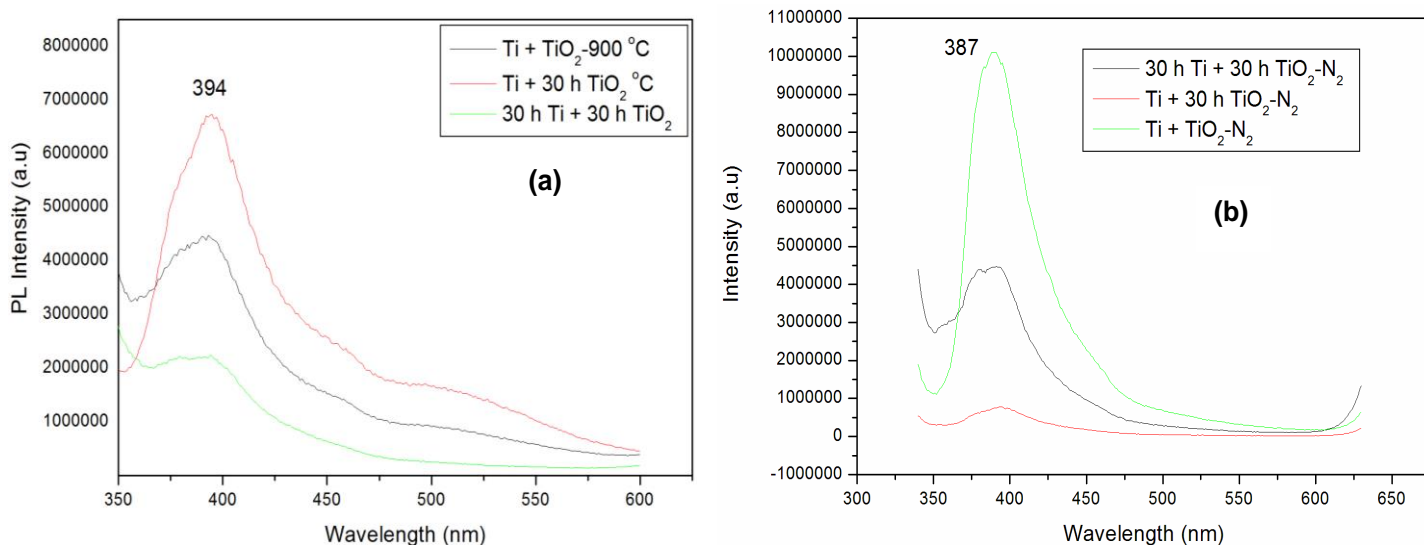 8000000
7000000
6000000
5000000
4000000
3000000
2000000
1000000
PL Intensity (a.u)
394
Ti + TiO₂-900 °C
Ti + 30 h TiO₂ °C
30 h Ti + 30 h TiO₂
(a)
350 400 450 500 550 600
Wavelength (nm)
10000000
9000000
8000000
7000000
6000000
5000000
4000000
3000000
2000000
1000000
0
-1000000
Intensity (a.u)
387
30 h Ti + 30 h TiO₂-N₂
Ti + 30 h TiO₂-N₂
Ti + TiO₂-N₂
(b)
300 350 400 450 500 550 600 650
Wavelength (nm)